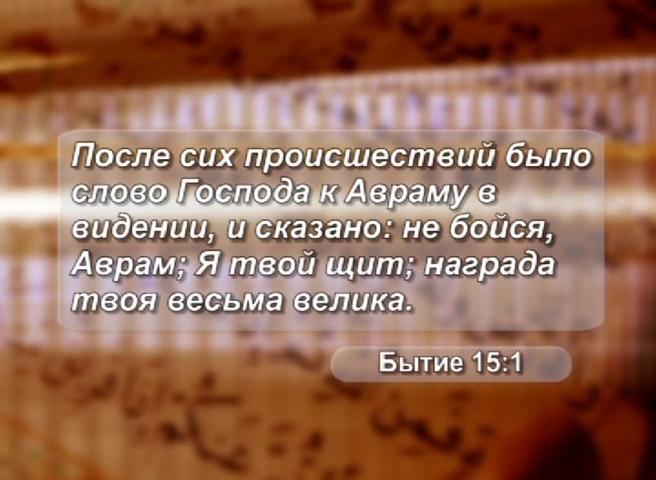 После сих происшествий было
слово Господа к Авраму в
видении, и сказано: не бойся,
Аврам; Я твой щит; награда
твоя весьма велика.
Бытие 15:1